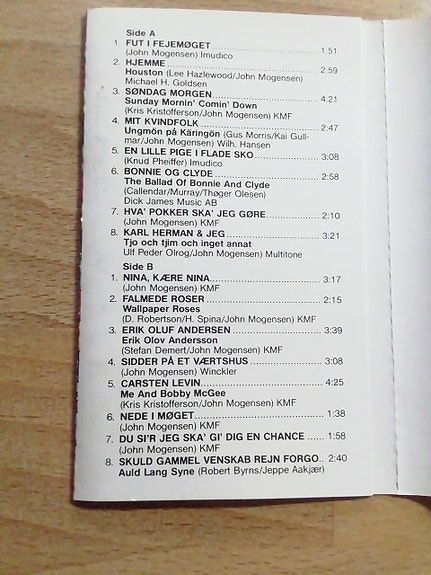 Side A
1. FUT I FEJEMØGET ........ 1:51
(John Mogensen) Imudico
2. HJEMME ........ 2:59
Houston (Lee Hazlewood/John Mogensen)
Michael H. Goldsen
3. SØNDAG MORGEN ........ 4:21
Sunday Mornin' Comin' Down
(Kris Kristofferson/John Mogensen) KMF
4. MIT KVINDFOLK ........ 2:47
Ungmön på Käringön (Gus Morris/Kai Gull-
mar/John Mogensen) Wilh. Hansen
5. EN LILLE PIGE I FLADE SKO ........ 3:08
(Knud Pheiffer) Imudico
6. BONNIE OG CLYDE ........ 2:58
The Ballad Of Bonnie And Clyde
(Callendar/Murray/Thøger Olesen)
Dick James Music AB
7. HVA' POKKER SKA' JEG GØRE ........ 2:10
(John Mogensen) KMF
8. KARL HERMAN & JEG ........ 3:21
Tjo och tjim och inget annat
Ulf Peder Olrog/John Mogensen) Multitone
Side B
1. NINA, KÆRE NINA ........ 3:17
(John Mogensen) KMF
2. FALMEDE ROSER ........ 2:15
Wallpaper Roses
(D. Robertson/H. Spina/John Mogensen) KMF
3. ERIK OLUF ANDERSEN ........ 3:39
Erik Olov Andersson
(Stefan Demert/John Mogensen) KMF
4. SIDDER PÅ ET VÆRTSHUS ........ 3:08
(John Mogensen) Winckler
5. CARSTEN LEVIN ........ 4:25
Me And Bobby McGee
(Kris Kristofferson/John Mogensen) KMF
6. NEDE I MØGET ........ 1:38
(John Mogensen) KMF
7. DU SI'R JEG SKA' GI' DIG EN CHANCE ...... 1:58
(John Mogensen) KMF
8. SKULD GAMMEL VENSKAB REJN FORGO.. 2:40
Auld Lang Syne (Robert Byrns/Jeppe Aakjær)